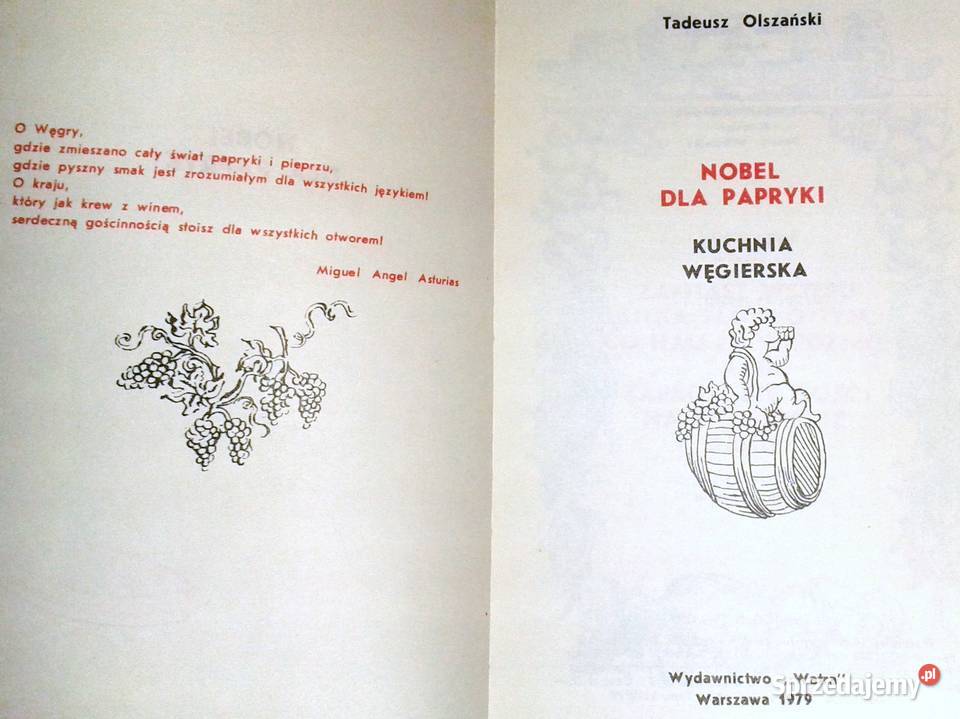 O Węgry,
gdzie zmieszano cały świat papryki i pieprzu,
gdzie pyszny smak jest zrozumiałym dla wszystkich językiem!
O kraju,
który jak krew z winem,
serdeczną gościnnością stoisz dla wszystkich otworem!
Miguel Angel Asturias
Tadeusz Olszański
NOBEL
DLA PAPRYKI
KUCHNIA
WĘGIERSKA
Wydawnictwo
Warszawa 1979
Sprzedajemy.pl